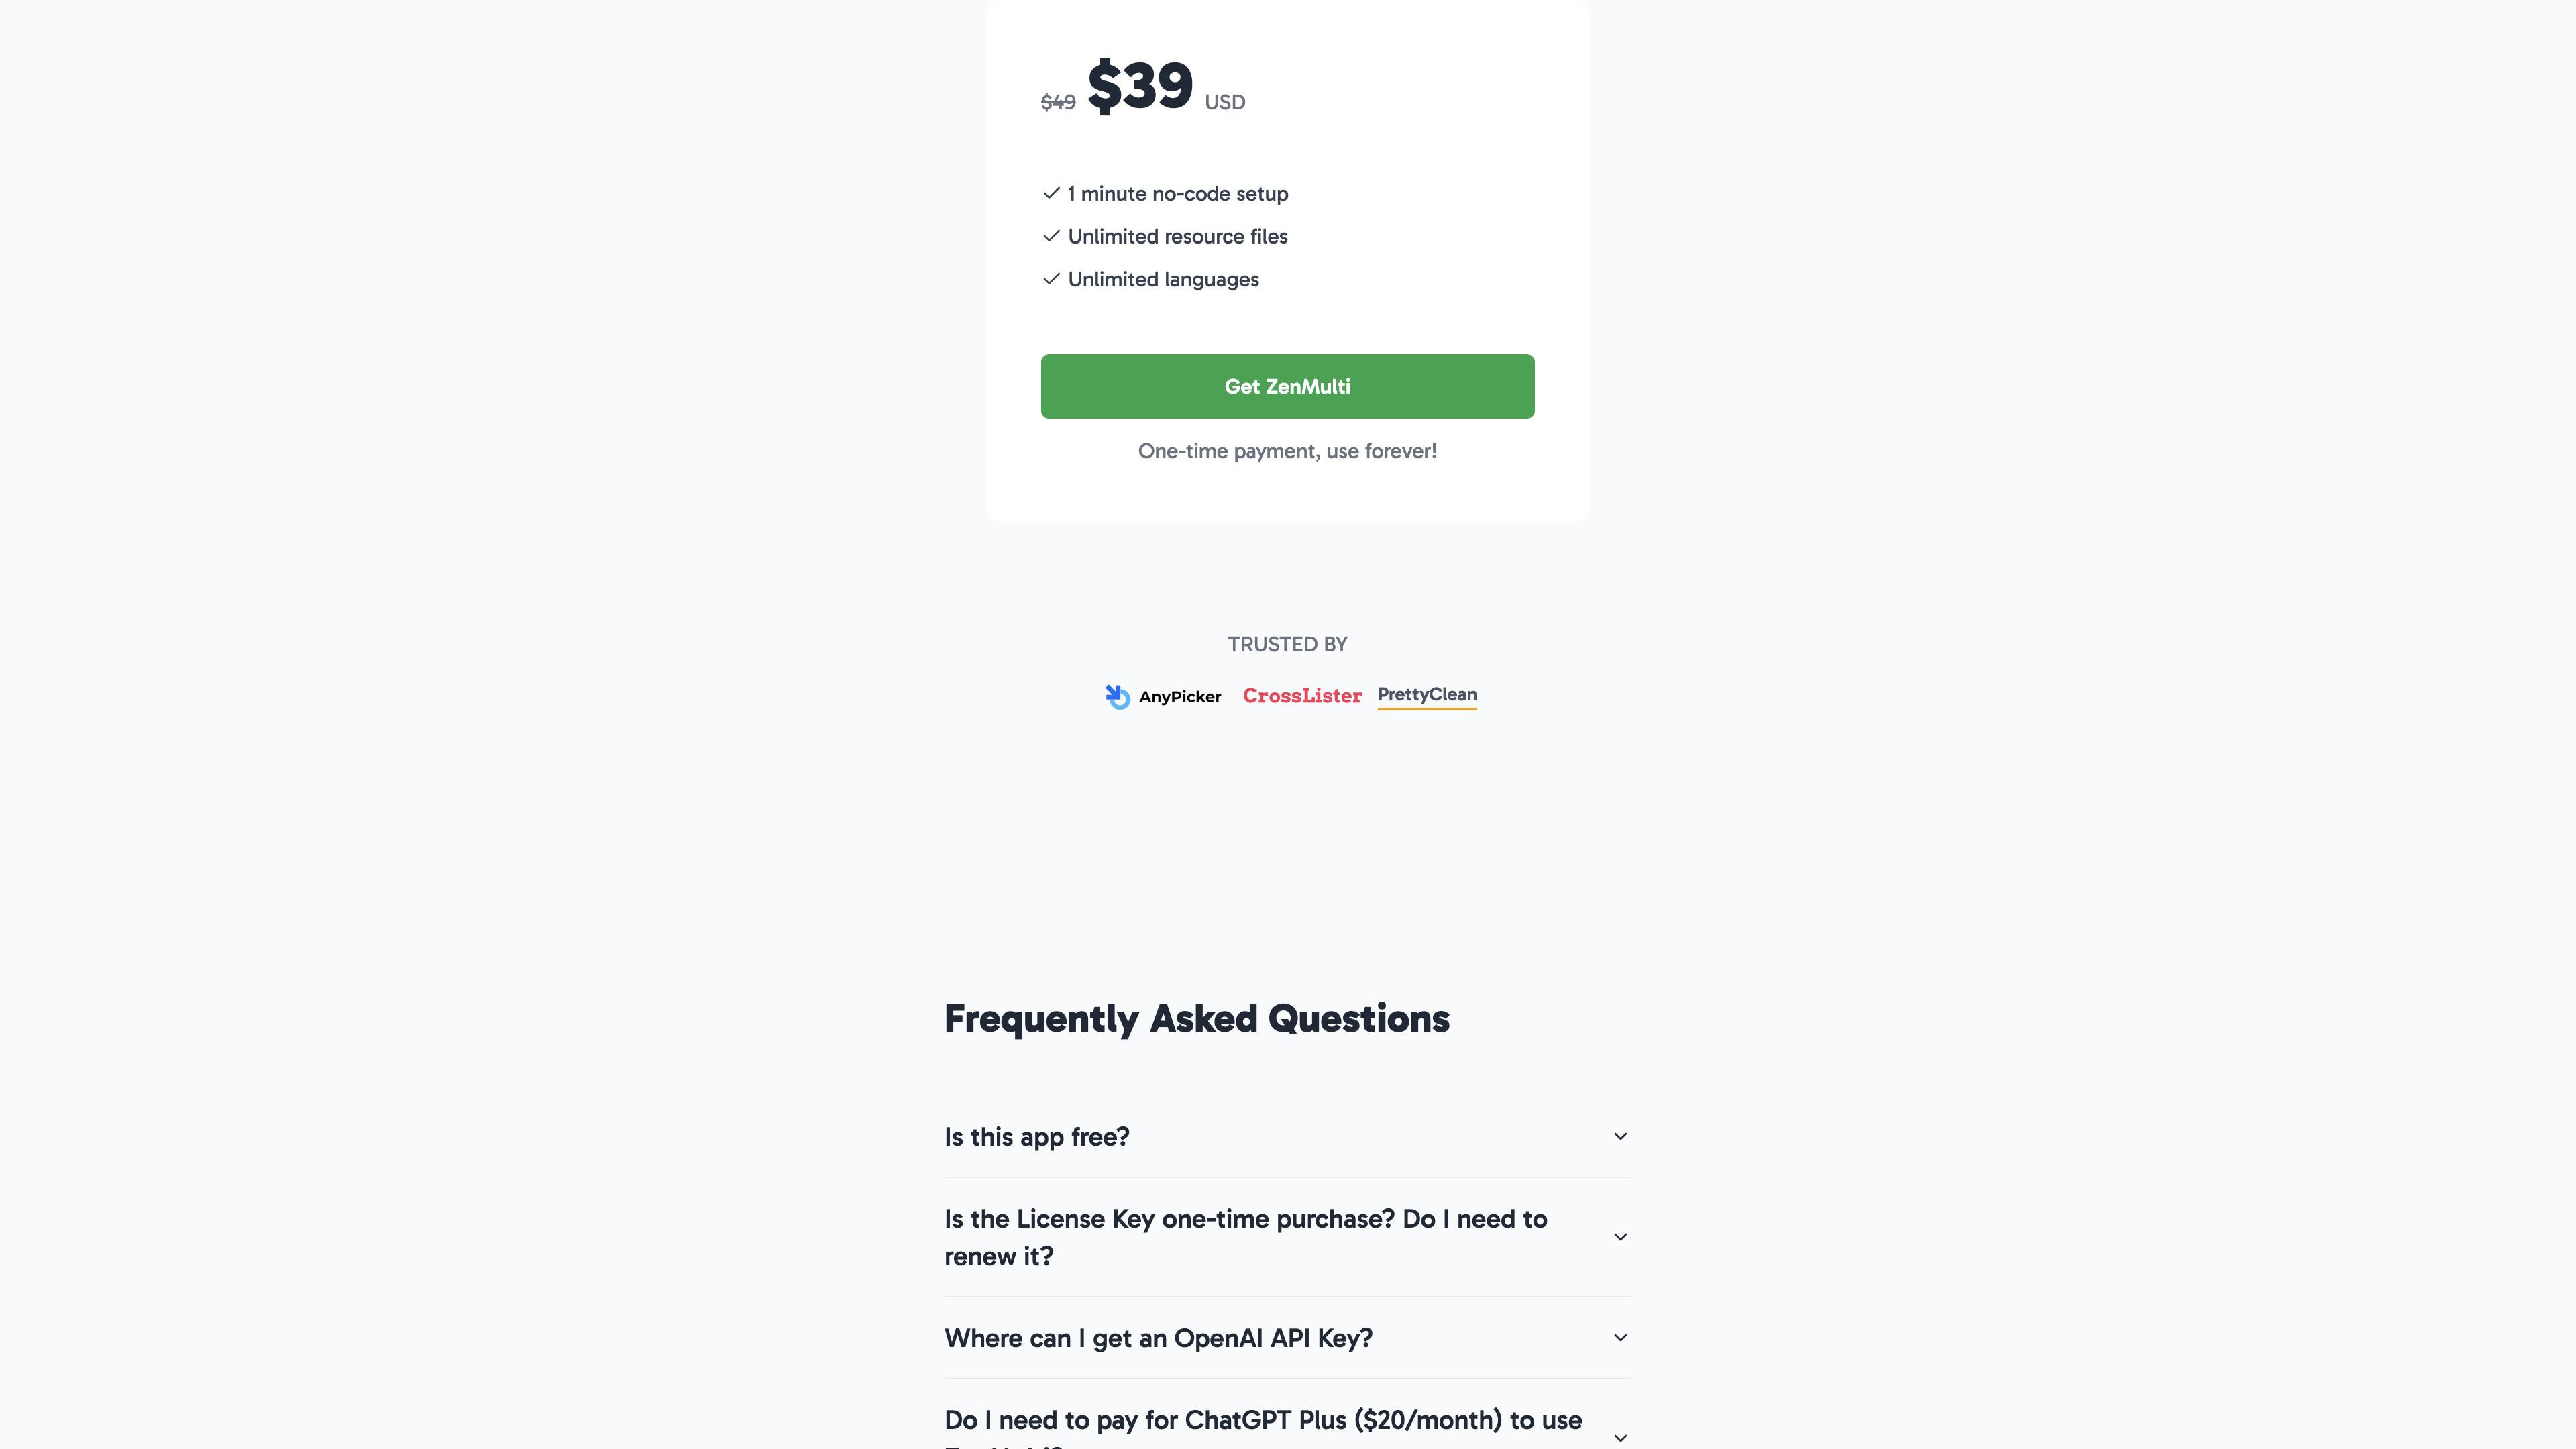 $49 $39 USD
1 minute no-code setup
Unlimited resource files
Unlimited languages
Get ZenMulti
One-time payment, use forever!
TRUSTED BY
AnyPicker CrossLister PrettyClean
Frequently Asked Questions
Is this app free?
Is the License Key one-time purchase? Do I need to
renew it?
Where can I get an OpenAI API Key?
Do I need to pay for ChatGPT Plus ($20/month) to use